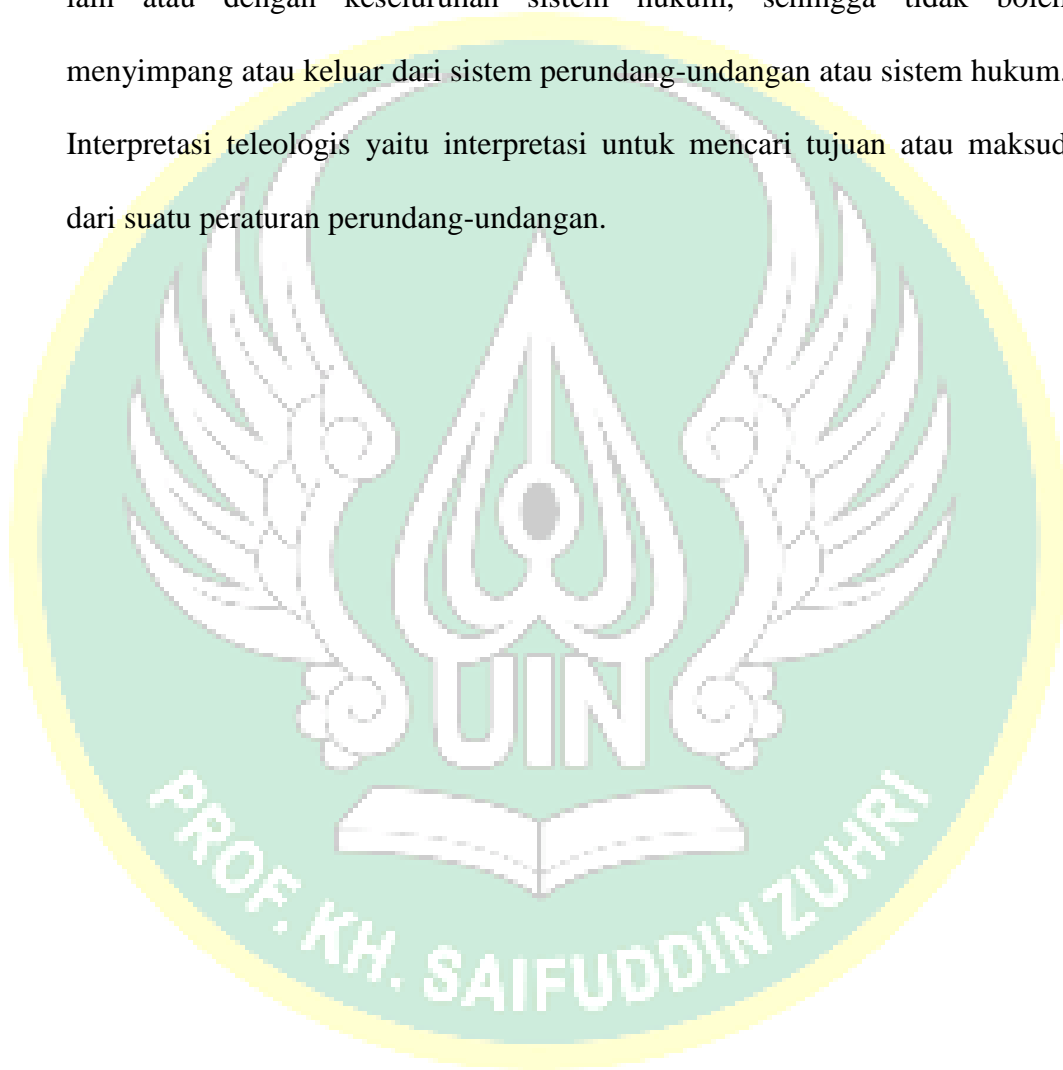 lain atau dengan keseluruhan sistem hukum, sehingga tidak boleh
menyimpang atau keluar dari sistem perundang-undangan atau sistem hukum.
Interpretasi teleologis yaitu interpretasi untuk mencari tujuan atau maksud
dari suatu peraturan perundang-undangan.
UIN
PROF. KH. SAIFUDDIN ZUHRI